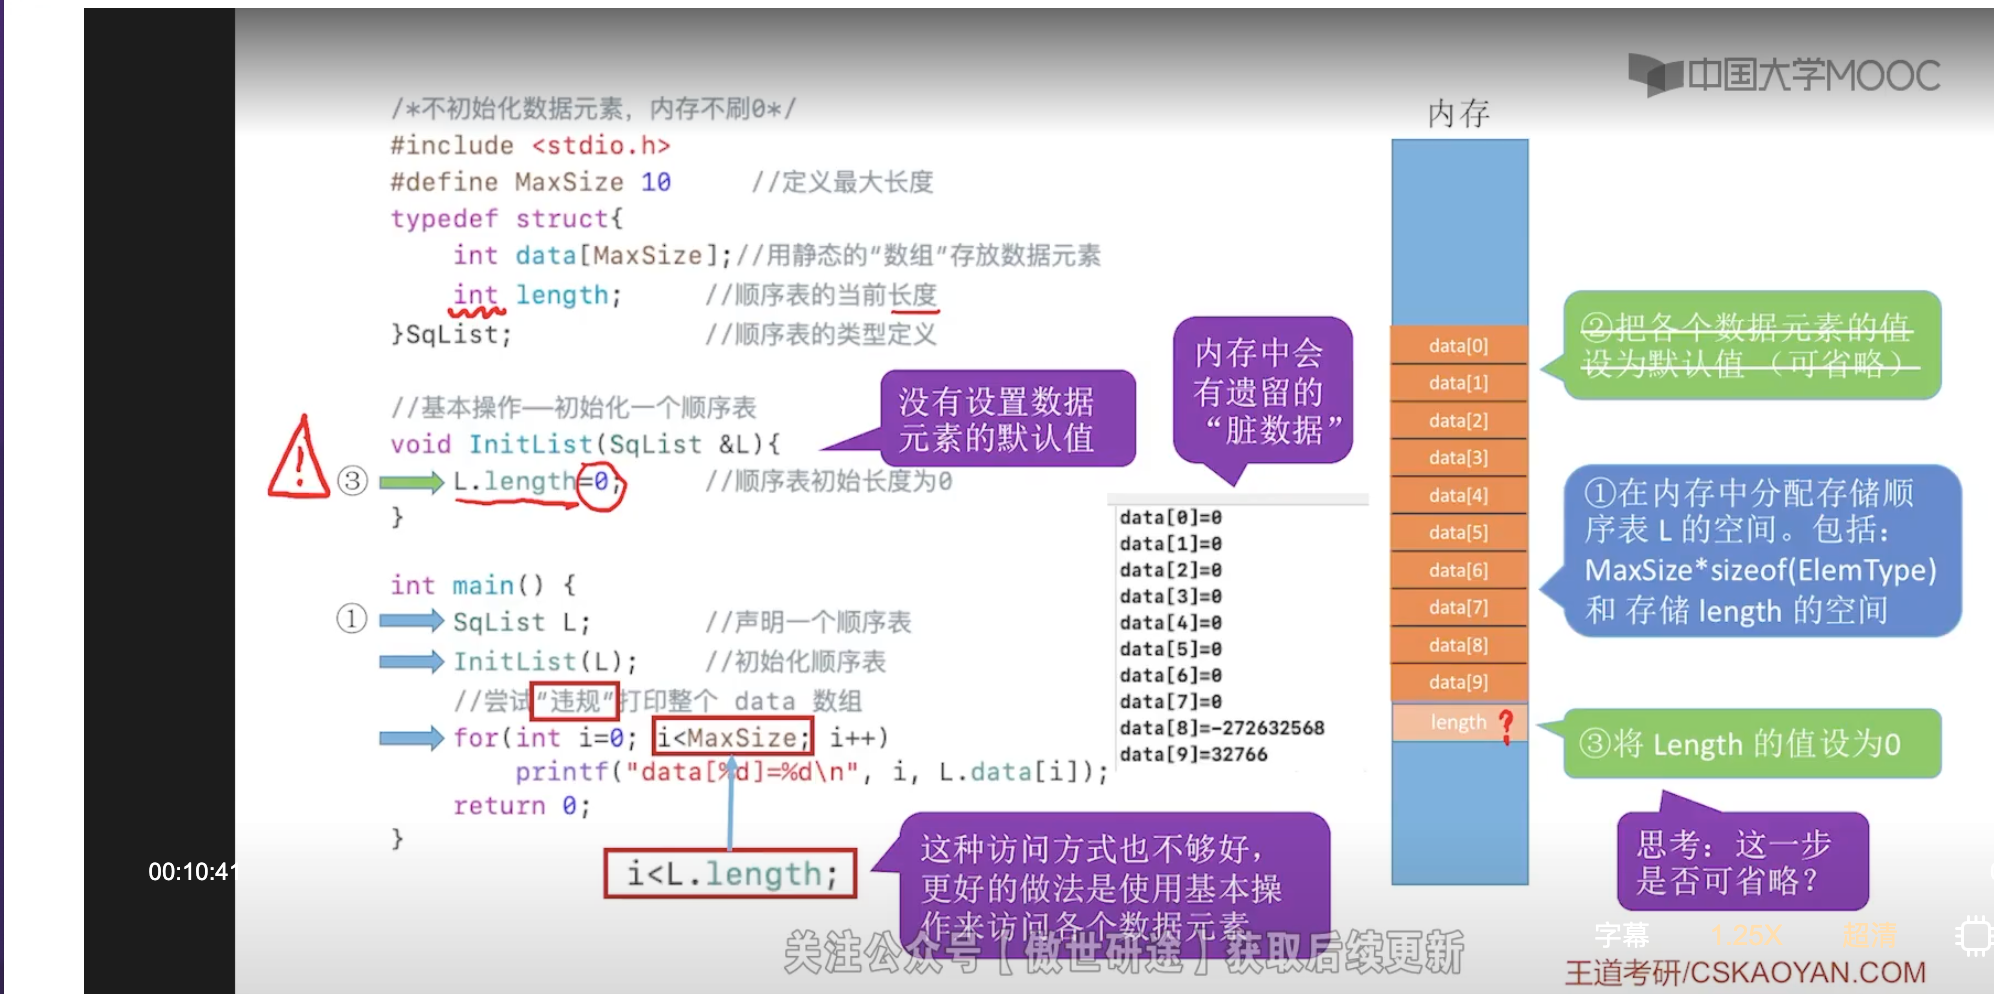 中国大学MOOC
/*不初始化数据元素，内存不刷0*/
#include <stdio.h>
#define MaxSize 10     //定义最大长度
typedef struct{
    int data[MaxSize];//用静态的“数组”存放数据元素
    int length;     //顺序表的当前长度
}SqList;            //顺序表的类型定义
//基本操作——初始化一个顺序表
void InitList(SqList &L){
③ L.length=0;     //顺序表初始长度为0
}
int main() {
① SqList L;       //声明一个顺序表
    InitList(L);    //初始化顺序表
    //尝试“违规”打印整个 data 数组
    for(int i=0; i<MaxSize; i++)
        printf("data[%d]=%d\n", i, L.data[i]);
    return 0;
}
i<L.length;
没有设置数据
元素的默认值
内存中会
有遗留的
“脏数据”
data[0]=0
data[1]=0
data[2]=0
data[3]=0
data[4]=0
data[5]=0
data[6]=0
data[7]=0
data[8]=-272632568
data[9]=32766
这种访问方式也不够好，
更好的做法是使用基本操
作来访问各个数据元素
内存
data[0]
data[1]
data[2]
data[3]
data[4]
data[5]
data[6]
data[7]
data[8]
data[9]
length ?
②把各个数据元素的值
设为默认值（可省略）
①在内存中分配存储顺
序表 L 的空间。包括：
MaxSize*sizeof(ElemType)
和 存储 length 的空间
③将 Length 的值设为0
思考：这一步
是否可省略？
00:10:41
字幕 1.25X 超清
关注公众号【傲世研途】获取后续更新
王道考研/CSKAOYAN.COM